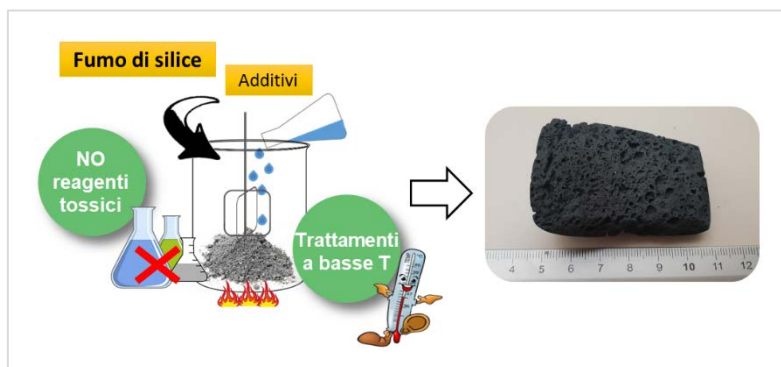 Fumo di silice
Additivi
NO
reagenti
tossici
Trattamenti
a basse T
4 5 6 7 8 9 10 11 12